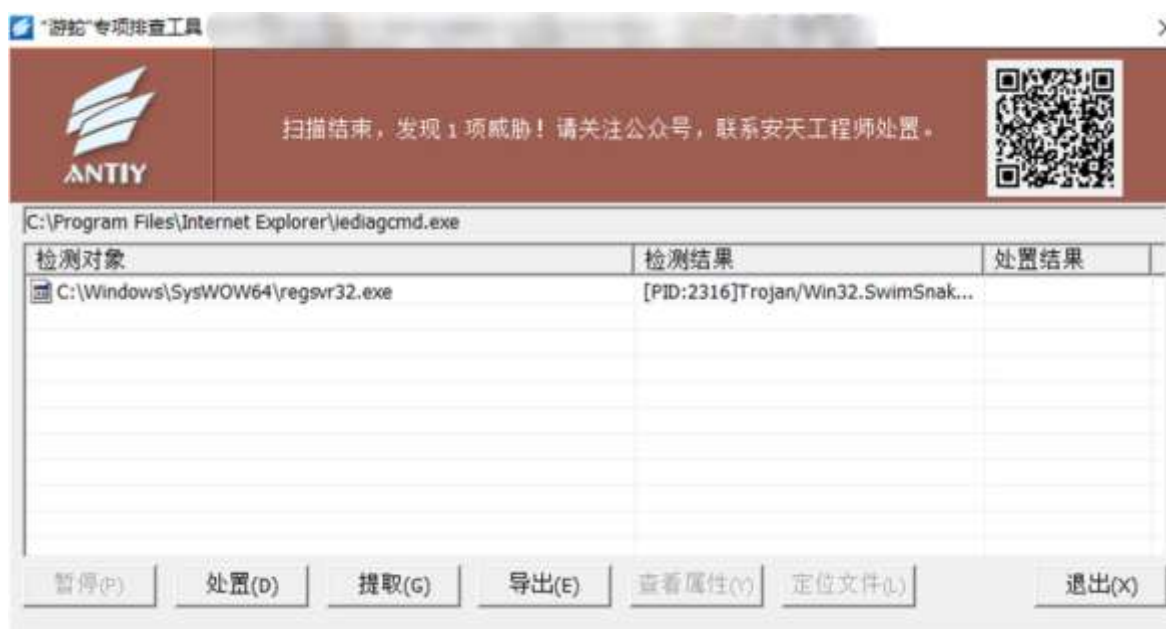 "游蛇"专项排查工具
扫描结束，发现 1 项威胁！请关注公众号，联系安天工程师处置。
ANTIY
C:\Program Files\Internet Explorer\iediagcmd.exe
检测对象 检测结果 处置结果
C:\Windows\SysWOW64\regsvr32.exe [PID:2316]Trojan/Win32.SwimSnak...
暂停(P) 处置(D) 提取(G) 导出(E) 查看属性(Y) 定位文件(L) 退出(X)